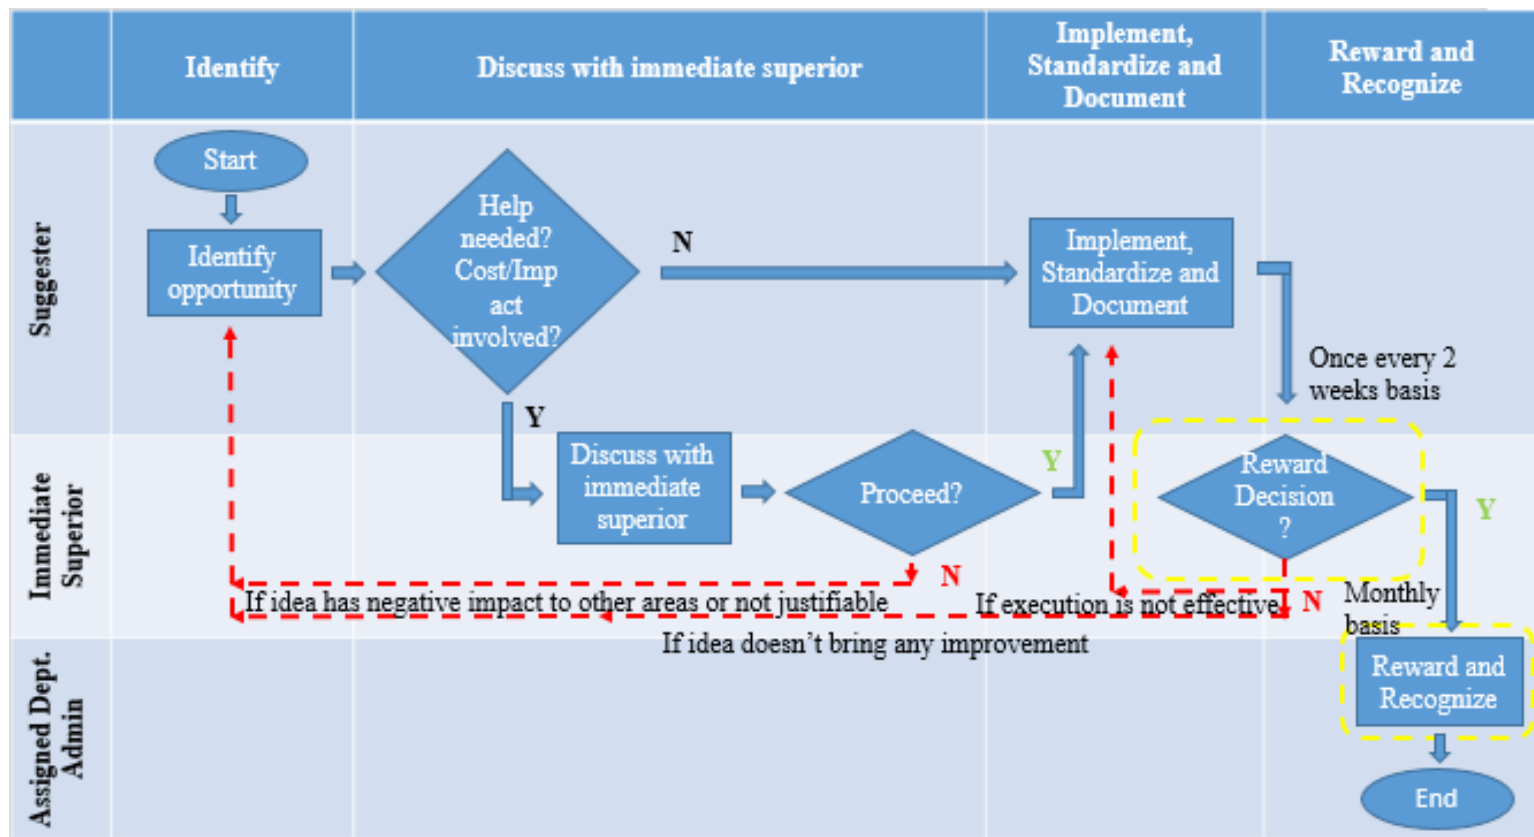 Identify
Discuss with immediate superior
Implement,
Standardize and
Document
Reward and
Recognize
Suggester
Start
Identify
opportunity
Help
needed?
Cost/Imp
act
involved?
N
Y
Implement,
Standardize and
Document
Once every 2
weeks basis
Immediate
Superior
Discuss with
immediate
superior
Proceed?
Y
N
Reward
Decision
?
Y
N
If idea has negative impact to other areas or not justifiable
If execution is not effective
If idea doesn’t bring any improvement
Monthly
basis
Assigned Dept.
Admin
Reward and
Recognize
End